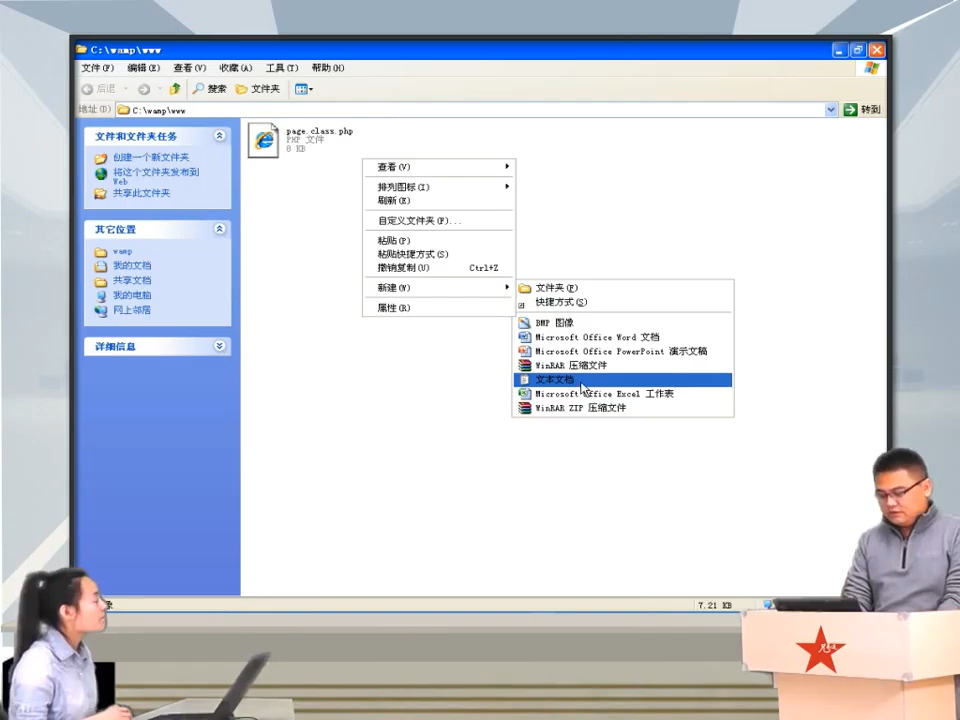 C:\wamp\www
文件(F) 编辑(E) 查看(V) 收藏(A) 工具(T) 帮助(H)
后退 搜索 文件夹
地址(D) C:\wamp\www 转到
文件和文件夹任务
创建一个新文件夹
将这个文件夹发布到
Web
共享此文件夹
其它位置
wamp
我的文档
共享文档
我的电脑
网上邻居
详细信息
page.class.php
PHP 文件
8 KB
查看(V)
排列图标(I)
刷新(E)
自定义文件夹(F)...
粘贴(P)
粘贴快捷方式(S)
撤销复制(U) Ctrl+Z
新建(W)
属性(R)
文件夹(F)
快捷方式(S)
BMP 图像
Microsoft Office Word 文档
Microsoft Office PowerPoint 演示文稿
WinRAR 压缩文件
文本文档
Microsoft Office Excel 工作表
WinRAR ZIP 压缩文件
象 7.21 KB